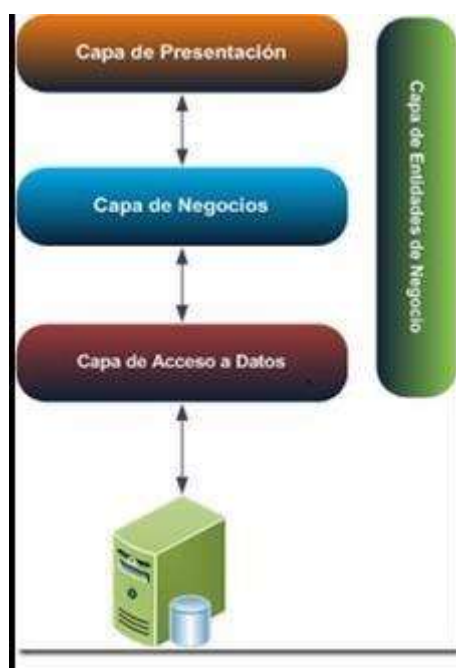 Capa de Presentación
Capa de Negocios
Capa de Acceso a Datos
Capa de Entidades de Negocio